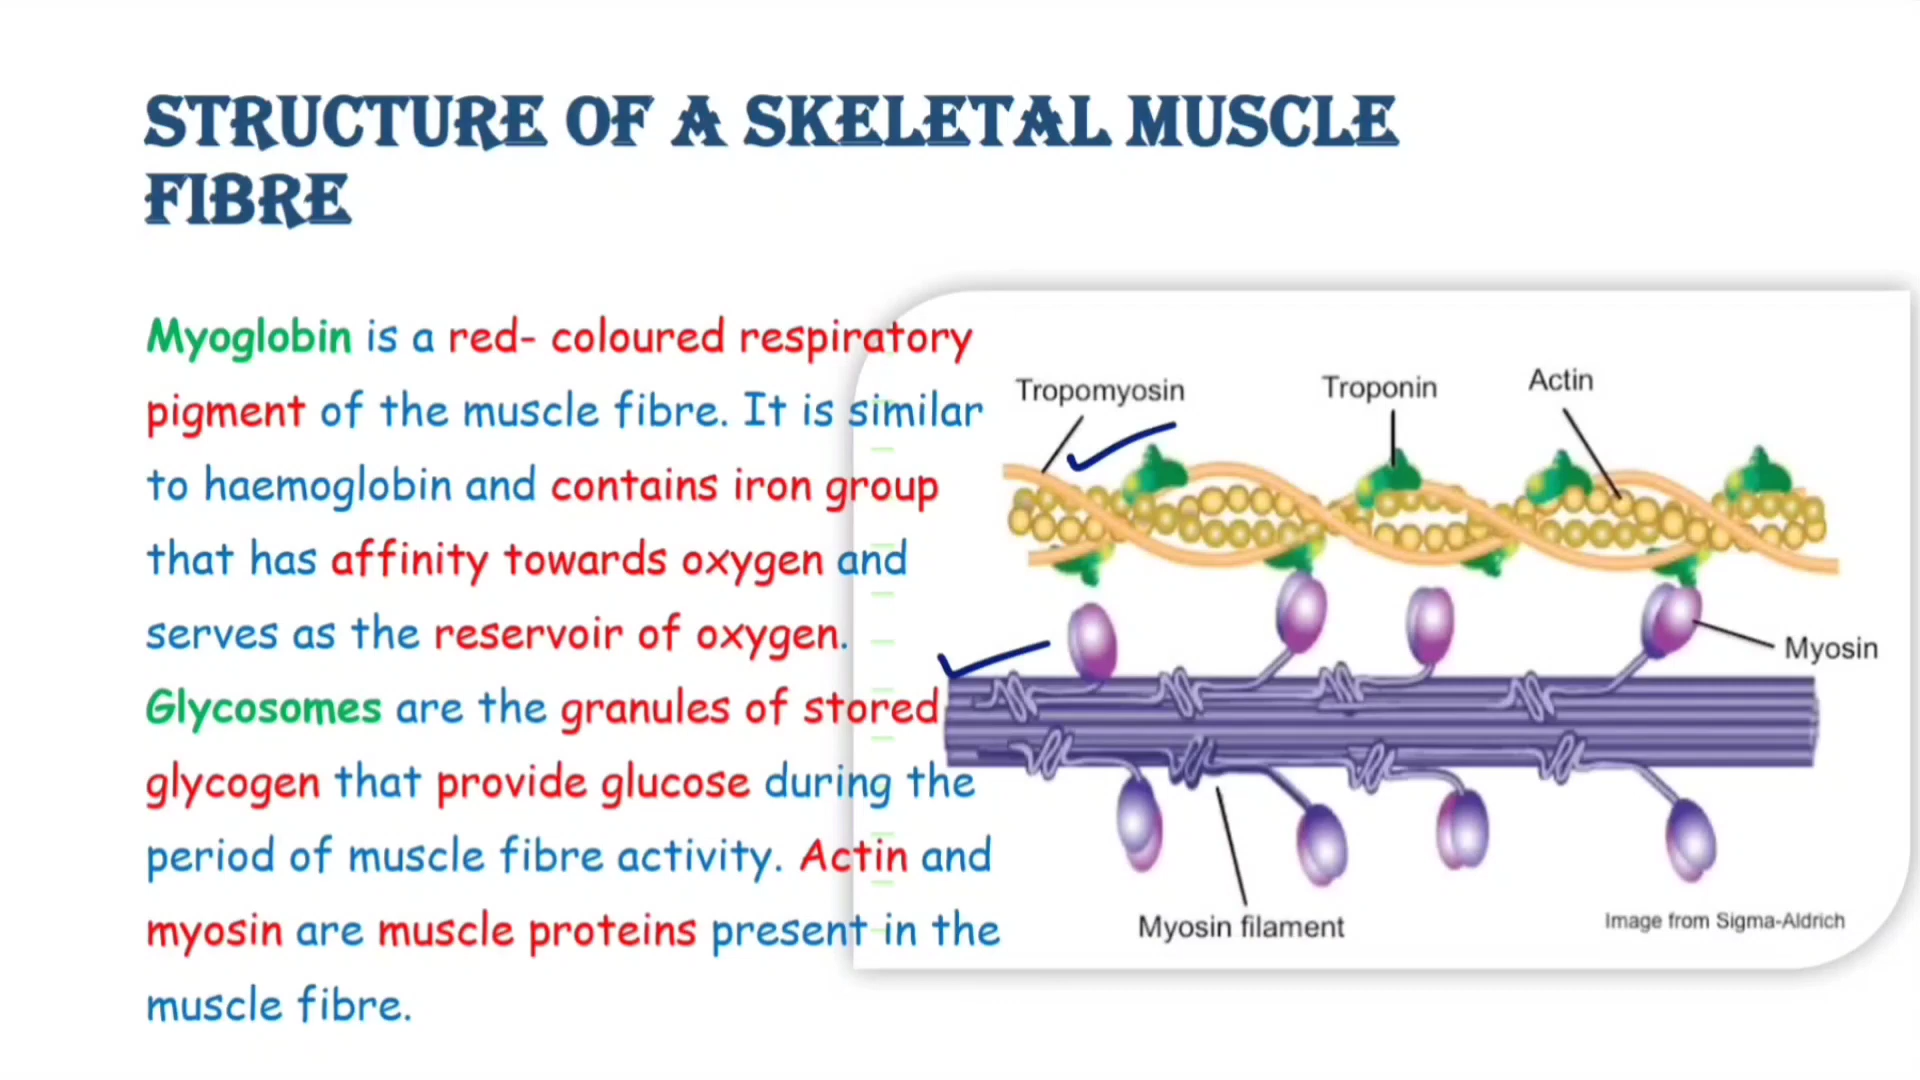 STRUCTURE OF A SKELETAL MUSCLE
FIBRE
Myoglobin is a red- coloured respiratory
pigment of the muscle fibre. It is similar
to haemoglobin and contains iron group
that has affinity towards oxygen and
serves as the reservoir of oxygen.
Glycosomes are the granules of stored
glycogen that provide glucose during the
period of muscle fibre activity. Actin and
myosin are muscle proteins present in the
muscle fibre.
Tropomyosin
Troponin
Actin
Myosin
Myosin filament
Image from Sigma-Aldrich